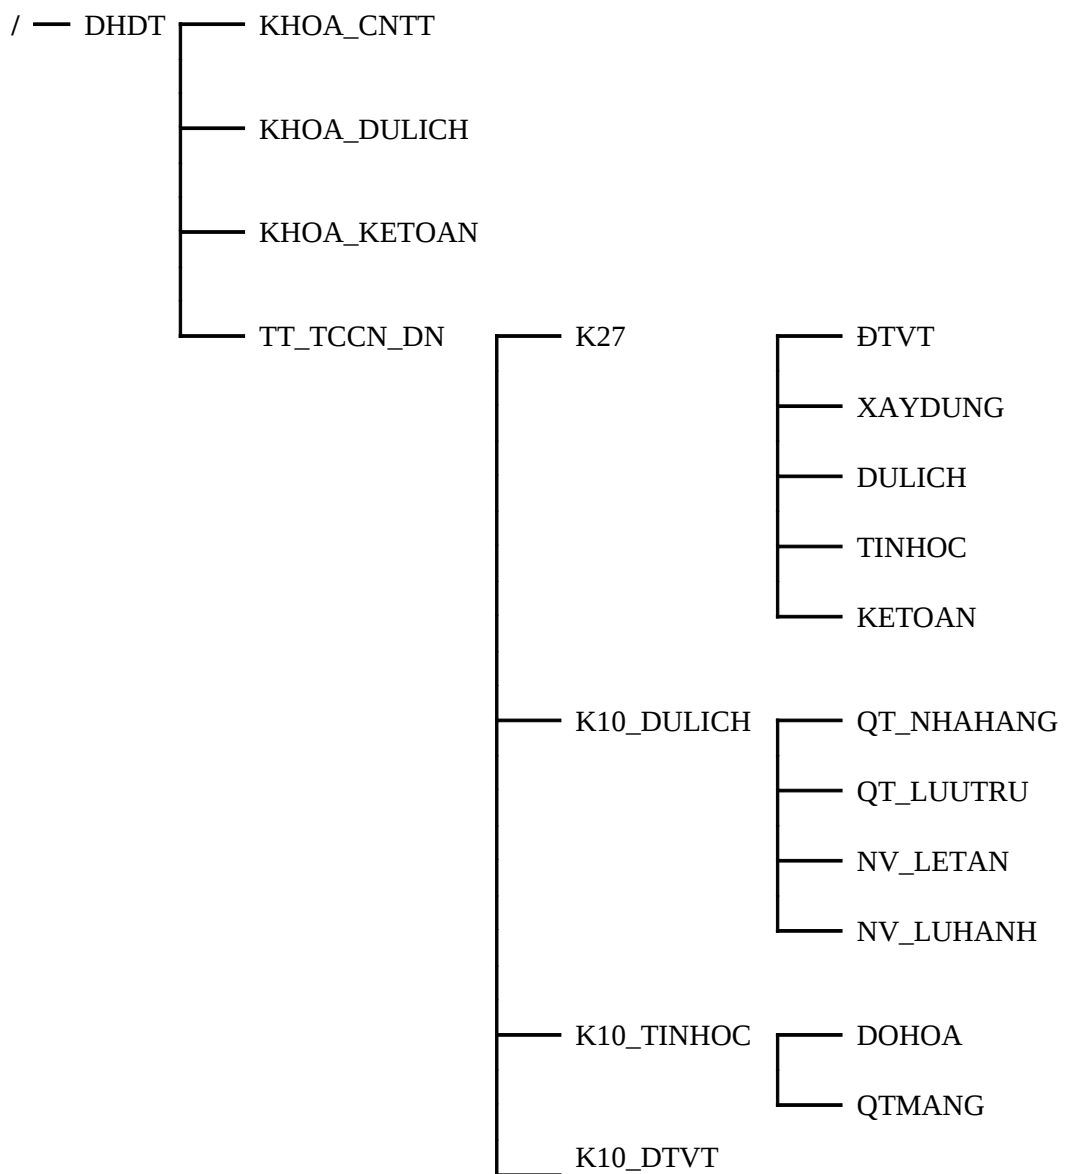 / DHDT KHOA_CNTT
KHOA_DULICH
KHOA_KETOAN
TT_TCCN_DN K27 ĐTVT
XAYDUNG
DULICH
TINHOC
KETOAN
K10_DULICH QT_NHAHANG
QT_LUUTRU
NV_LETAN
NV_LUHANH
K10_TINHOC DOHOA
QTMANG
K10_DTVT